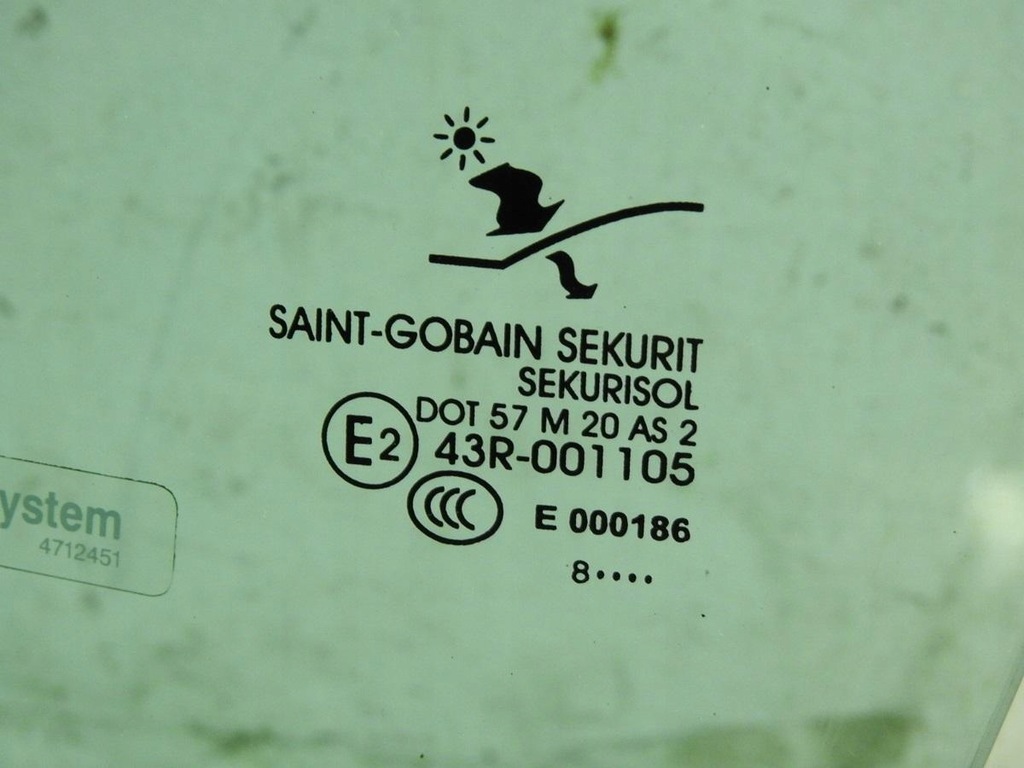 SAINT-GOBAIN SEKURIT
SEKURISOL
DOT 57 M 20 AS 2
E2 43R-001105
CCC E 000186
8····
ystem
4712451